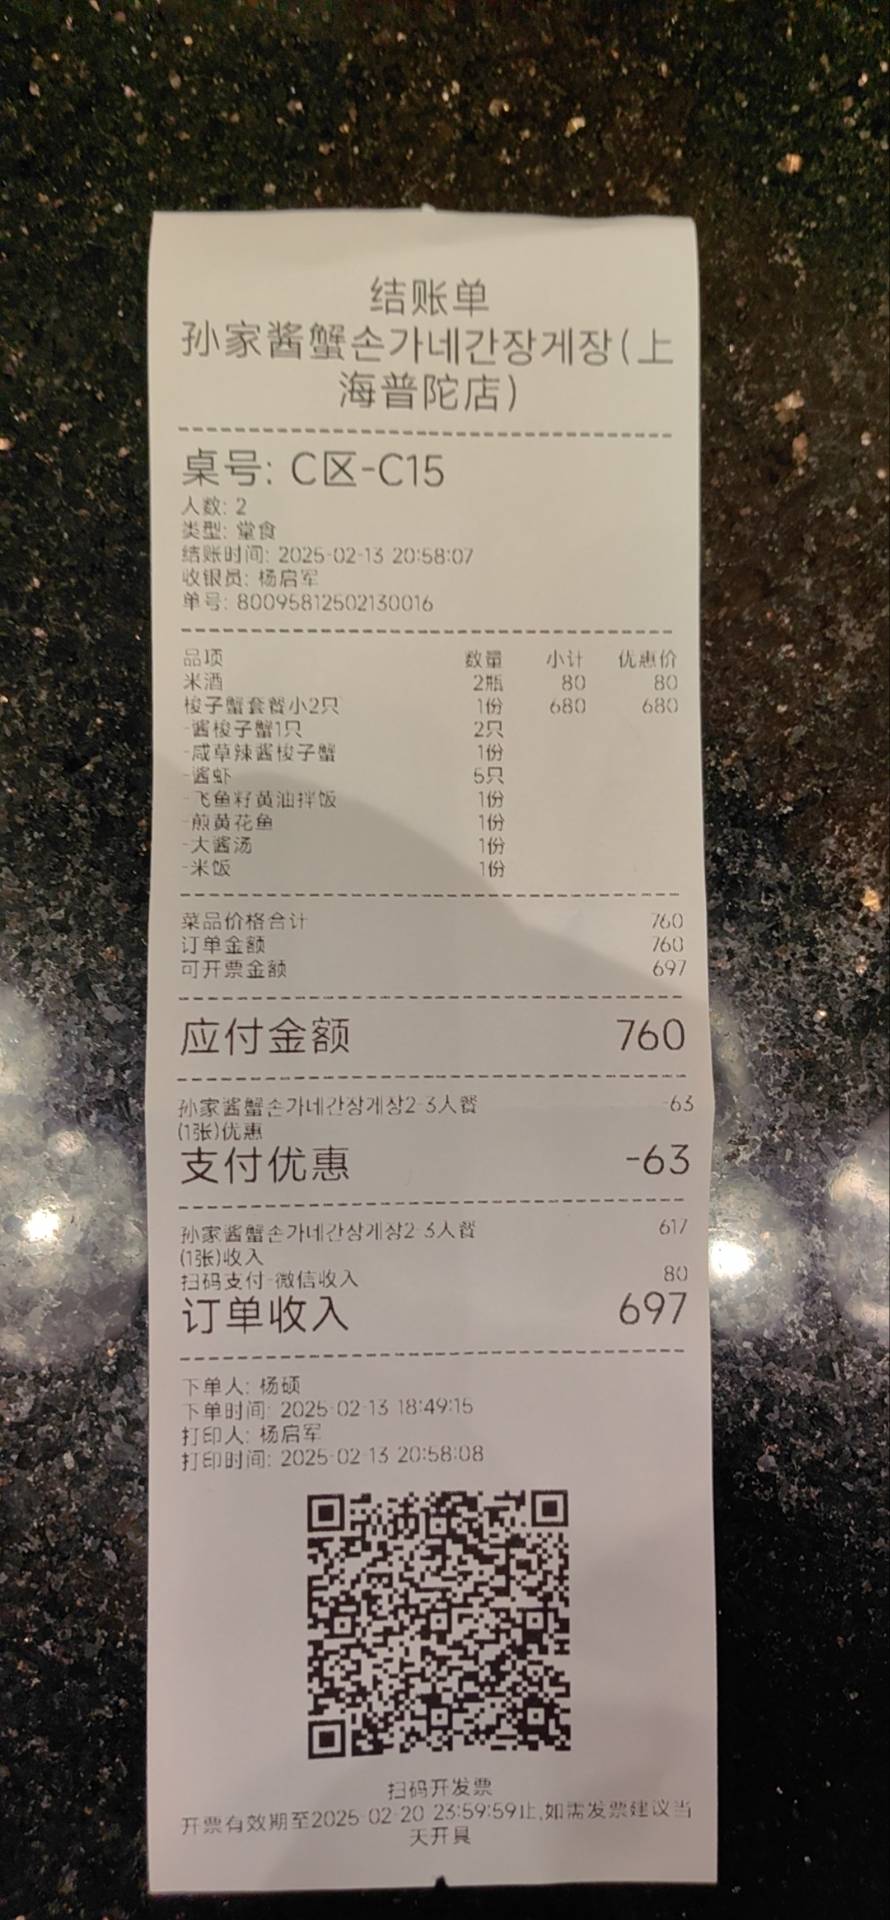 结账单
孙家酱蟹손가네간장게장(上
海普陀店)
桌号: C区-C15
人数: 2
类型: 堂食
结账时间: 2025-02-13 20:58:07
收银员: 杨启军
单号: 80095812502130016
品项 数量 小计 优惠价
米酒 2瓶 80 80
梭子蟹套餐小2只 1份 680 680
-酱梭子蟹1只 2只
-咸草辣酱梭子蟹 1份
-酱虾 5只
-飞鱼籽黄油拌饭 1份
-煎黄花鱼 1份
-大酱汤 1份
-米饭 1份
菜品价格合计 760
订单金额 760
可开票金额 697
应付金额 760
孙家酱蟹손가네간장게장2-3人餐 -63
(1张)优惠
支付优惠 -63
孙家酱蟹손가네간장게장2-3人餐 617
(1张)收入
扫码支付-微信收入 80
订单收入 697
下单人: 杨硕
下单时间: 2025-02-13 18:49:15
打印人: 杨启军
打印时间: 2025-02-13 20:58:08
扫码开发票
开票有效期至2025-02-20 23:59:59止,如需发票建议当
天开具